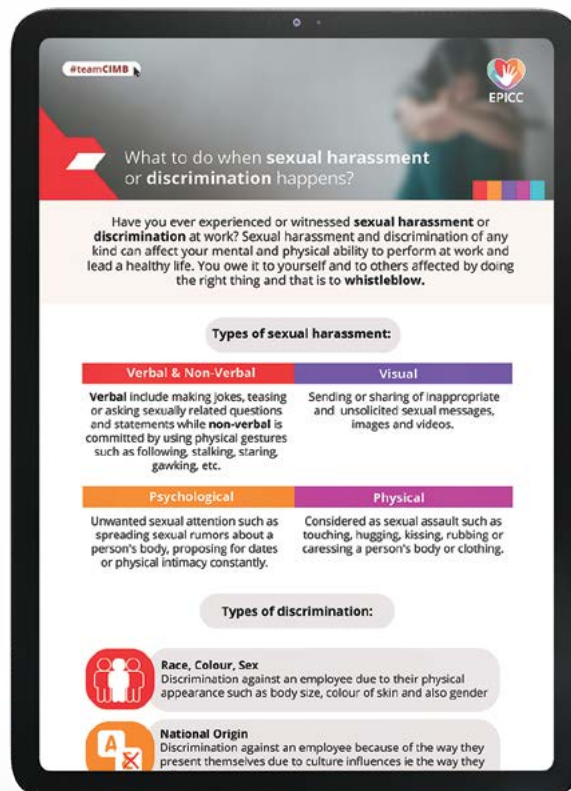 #teamCIMB
EPICC
What to do when sexual harassment
or discrimination happens?
Have you ever experienced or witnessed sexual harassment or
discrimination at work? Sexual harassment and discrimination of any
kind can affect your mental and physical ability to perform at work and
lead a healthy life. You owe it to yourself and to others affected by doing
the right thing and that is to whistleblow.
Types of sexual harassment:
Verbal & Non-Verbal
Verbal include making jokes, teasing
or asking sexually related questions
and statements while non-verbal is
committed by using physical gestures
such as following, stalking, staring,
gawking, etc.
Visual
Sending or sharing of inappropriate
and unsolicited sexual messages,
images and videos.
Psychological
Unwanted sexual attention such as
spreading sexual rumors about a
person's body, proposing for dates
or physical intimacy constantly.
Physical
Considered as sexual assault such as
touching, hugging, kissing, rubbing or
caressing a person's body or clothing.
Types of discrimination:
Race, Colour, Sex
Discrimination against an employee due to their physical
appearance such as body size, colour of skin and also gender
A
National Origin
Discrimination against an employee because of the way they
present themselves due to culture influences ie the way they